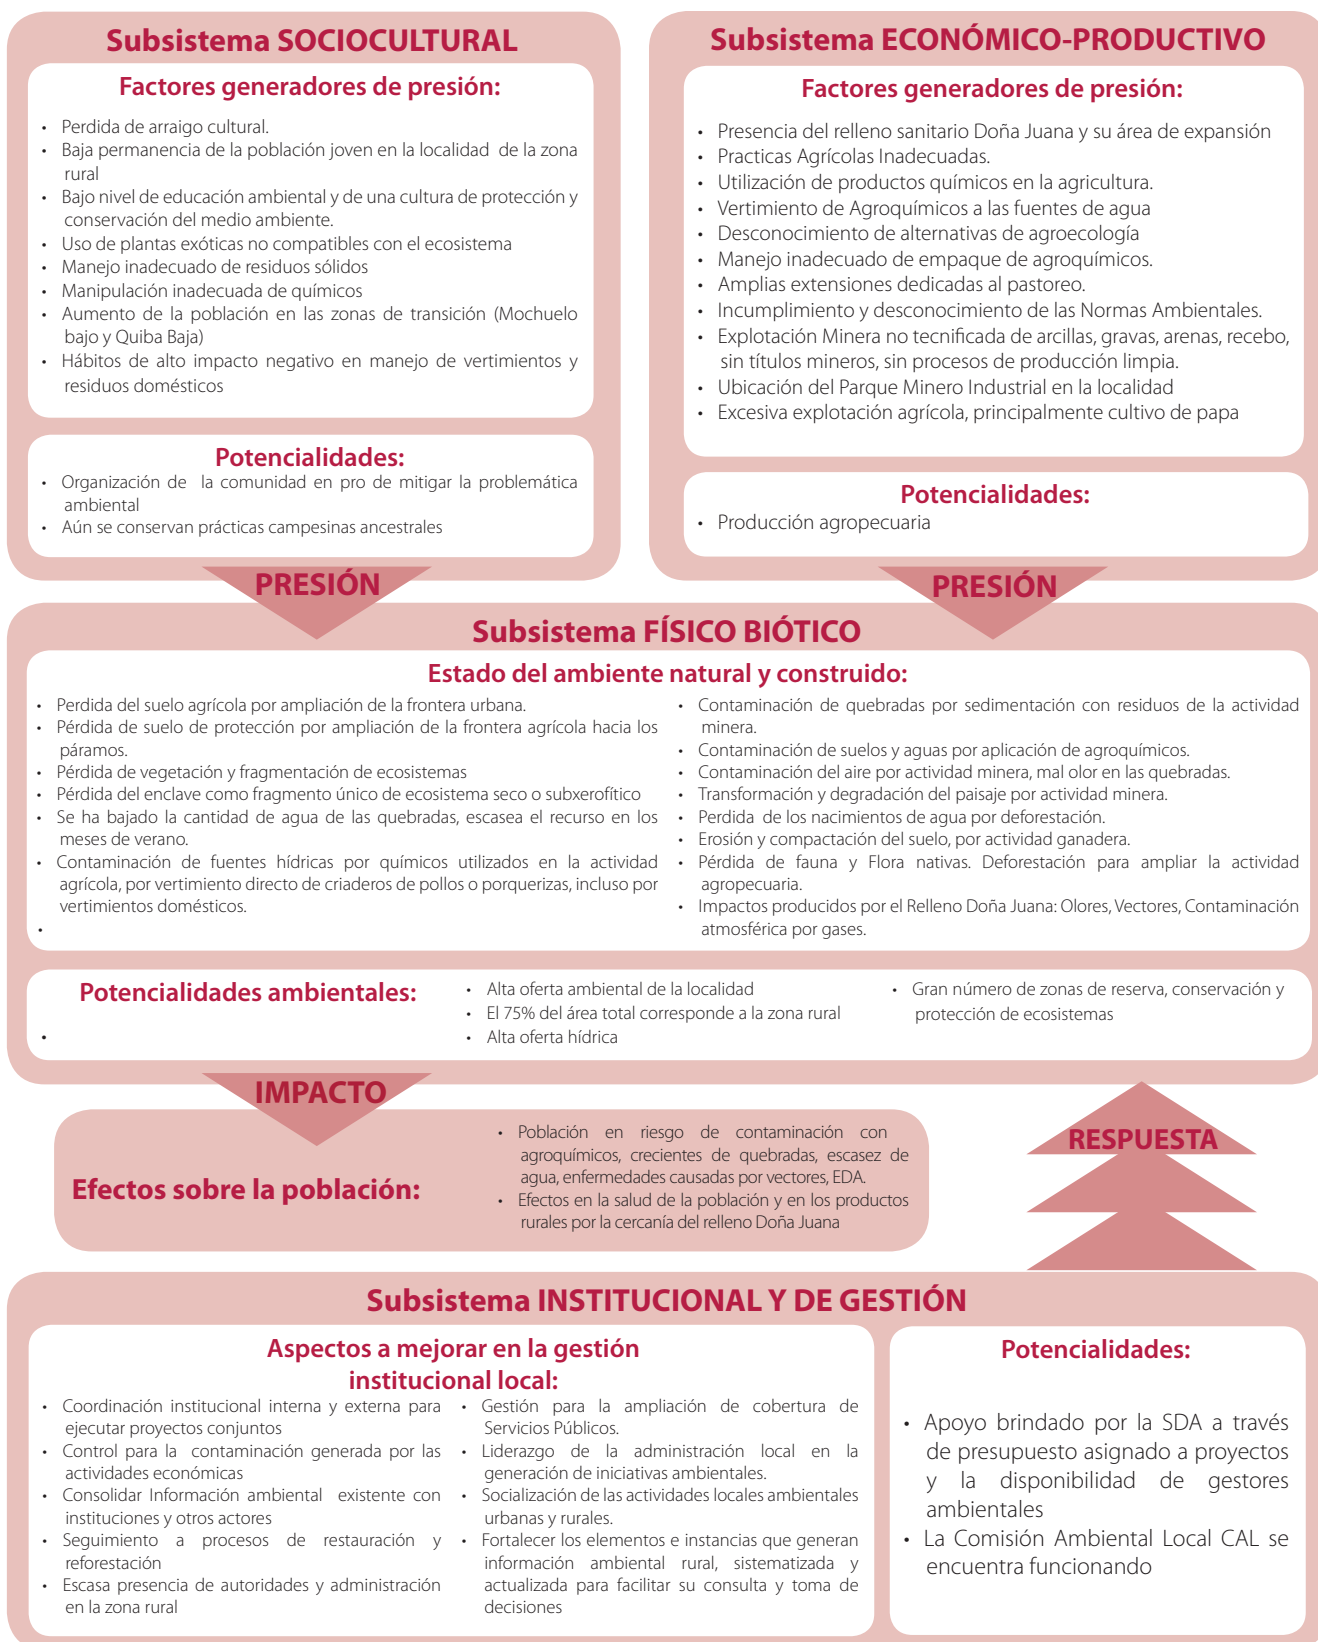 Subsistema SOCIOCULTURAL
Factores generadores de presión:
• Perdida de arraigo cultural.
• Baja permanencia de la población joven en la localidad de la zona
rural
• Bajo nivel de educación ambiental y de una cultura de protección y
conservación del medio ambiente.
• Uso de plantas exóticas no compatibles con el ecosistema
• Manejo inadecuado de residuos sólidos
• Manipulación inadecuada de químicos
• Aumento de la población en las zonas de transición (Mochuelo
bajo y Quiba Baja)
• Hábitos de alto impacto negativo en manejo de vertimientos y
residuos domésticos
Potencialidades:
• Organización de la comunidad en pro de mitigar la problemática
ambiental
• Aún se conservan prácticas campesinas ancestrales
PRESIÓN
Subsistema ECONÓMICO-PRODUCTIVO
Factores generadores de presión:
• Presencia del relleno sanitario Doña Juana y su área de expansión
• Practicas Agrícolas Inadecuadas.
• Utilización de productos químicos en la agricultura.
• Vertimiento de Agroquímicos a las fuentes de agua
• Desconocimiento de alternativas de agroecología
• Manejo inadecuado de empaque de agroquímicos.
• Amplias extensiones dedicadas al pastoreo.
• Incumplimiento y desconocimiento de las Normas Ambientales.
• Explotación Minera no tecnificada de arcillas, gravas, arenas, recebo,
sin títulos mineros, sin procesos de producción limpia.
• Ubicación del Parque Minero Industrial en la localidad
• Excesiva explotación agrícola, principalmente cultivo de papa
Potencialidades:
• Producción agropecuaria
PRESIÓN
Subsistema FÍSICO BIÓTICO
Estado del ambiente natural y construido:
• Perdida del suelo agrícola por ampliación de la frontera urbana.
• Pérdida de suelo de protección por ampliación de la frontera agrícola hacia los
páramos.
• Pérdida de vegetación y fragmentación de ecosistemas
• Pérdida del enclave como fragmento único de ecosistema seco o subxerofítico
• Se ha bajado la cantidad de agua de las quebradas, escasea el recurso en los
meses de verano.
• Contaminación de fuentes hídricas por químicos utilizados en la actividad
agrícola, por vertimiento directo de criaderos de pollos o porquerizas, incluso por
vertimientos domésticos.
•
• Contaminación de quebradas por sedimentación con residuos de la actividad
minera.
• Contaminación de suelos y aguas por aplicación de agroquímicos.
• Contaminación del aire por actividad minera, mal olor en las quebradas.
• Transformación y degradación del paisaje por actividad minera.
• Perdida de los nacimientos de agua por deforestación.
• Erosión y compactación del suelo, por actividad ganadera.
• Pérdida de fauna y Flora nativas. Deforestación para ampliar la actividad
agropecuaria.
• Impactos producidos por el Relleno Doña Juana: Olores, Vectores, Contaminación
atmosférica por gases.
Potencialidades ambientales:
•
• Alta oferta ambiental de la localidad
• El 75% del área total corresponde a la zona rural
• Alta oferta hídrica
• Gran número de zonas de reserva, conservación y
protección de ecosistemas
IMPACTO
Efectos sobre la población:
• Población en riesgo de contaminación con
agroquímicos, crecientes de quebradas, escasez de
agua, enfermedades causadas por vectores, EDA.
• Efectos en la salud de la población y en los productos
rurales por la cercanía del relleno Doña Juana
RESPUESTA
Subsistema INSTITUCIONAL Y DE GESTIÓN
Aspectos a mejorar en la gestión
institucional local:
• Coordinación institucional interna y externa para
ejecutar proyectos conjuntos
• Control para la contaminación generada por las
actividades económicas
• Consolidar Información ambiental existente con
instituciones y otros actores
• Seguimiento a procesos de restauración y
reforestación
• Escasa presencia de autoridades y administración
en la zona rural
• Gestión para la ampliación de cobertura de
Servicios Públicos.
• Liderazgo de la administración local en la
generación de iniciativas ambientales.
• Socialización de las actividades locales ambientales
urbanas y rurales.
• Fortalecer los elementos e instancias que generan
información ambiental rural, sistematizada y
actualizada para facilitar su consulta y toma de
decisiones
Potencialidades:
• Apoyo brindado por la SDA a través
de presupuesto asignado a proyectos
y la disponibilidad de gestores
ambientales
• La Comisión Ambiental Local CAL se
encuentra funcionando